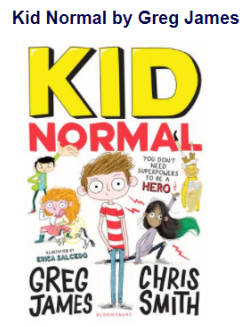 Kid Normal by Greg James
KID
NORMAL
YOU DON'T
NEED
SUPERPOWERS
TO BE A
HERO
ILLUSTRATED BY
ERICA SALCEDO
GREG
JAMES
CHRIS
SMITH
BLOOMSBURY